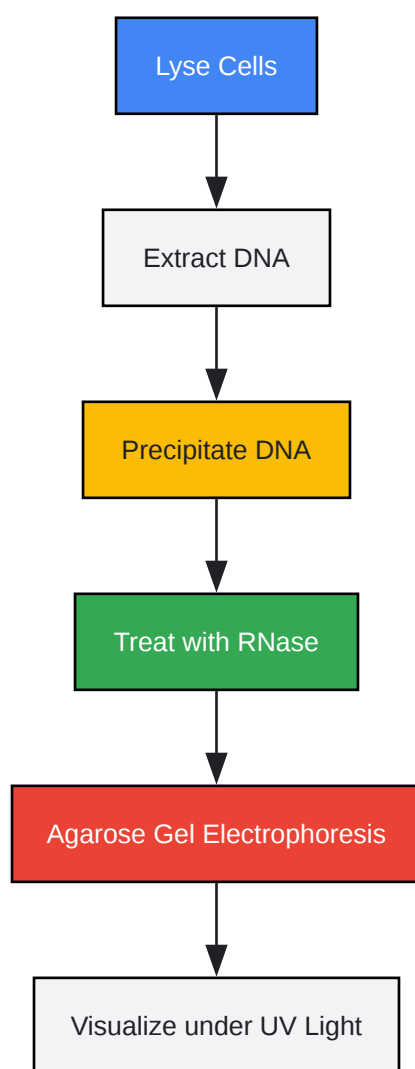 Lyse Cells
Extract DNA
Precipitate DNA
Treat with RNase
Agarose Gel Electrophoresis
Visualize under UV Light